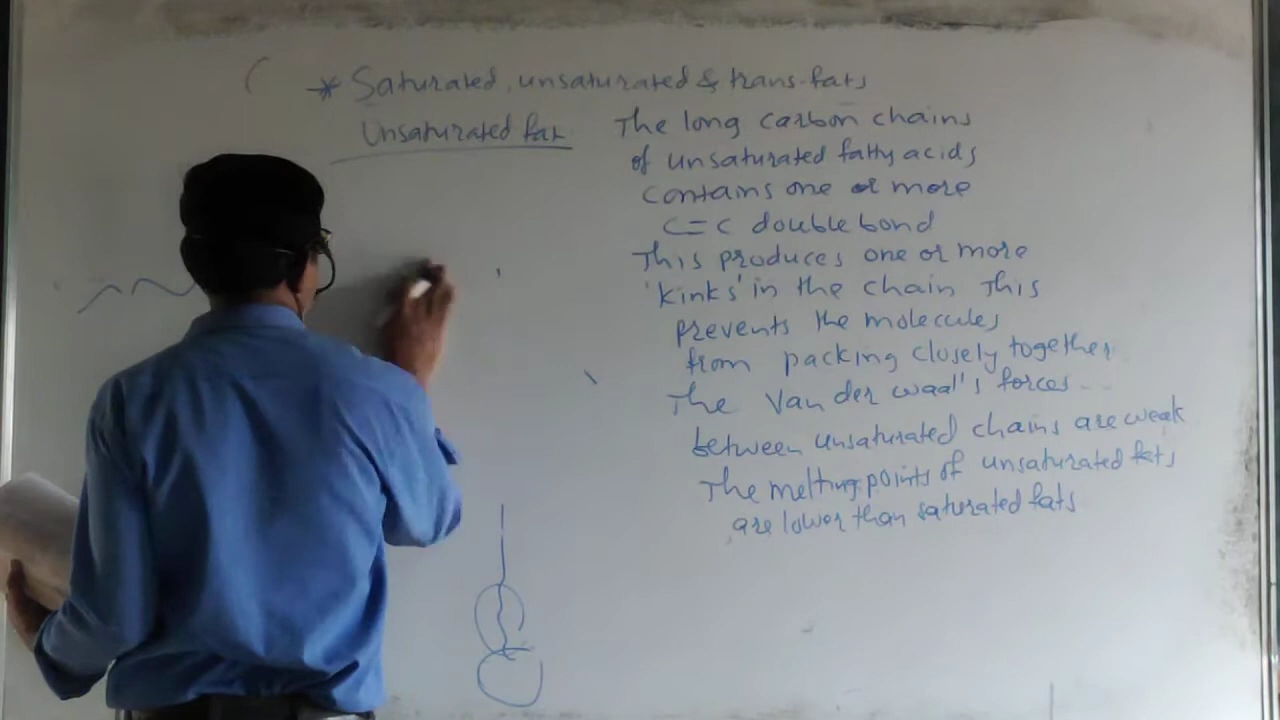 * Saturated, unsaturated & trans-fats
Unsaturated fat
The long carbon chains
of unsaturated fatty acids
contains one or more
C=C double bond
This produces one or more
'kinks' in the chain This
prevents the molecules
from packing closely together
The Van der waal's forces
between unsaturated chains are weak
The melting points of unsaturated fats
are lower than saturated fats